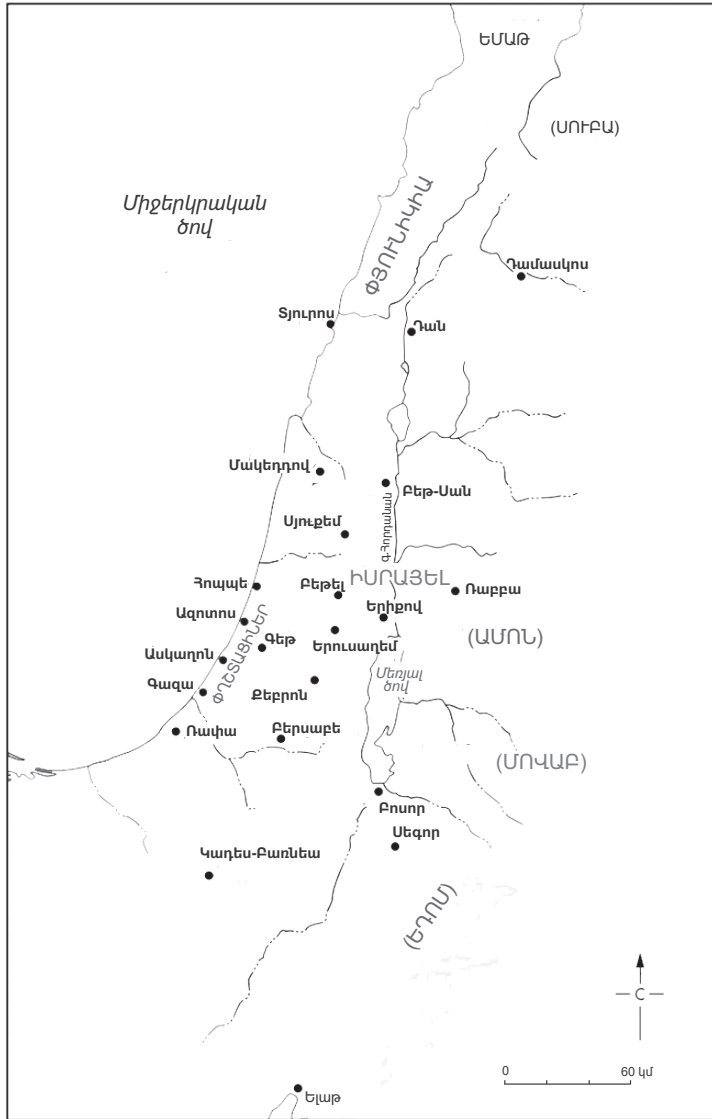 ԵՄԱԹ
(ՍՈՒԲԱ)
Միջերկրական
ծով
ՓՅՈՒՆԻԿԻԱ
Դամասկոս
Տյուրոս
Դան
Մակեդդով
Բեթ-Սան
Սյուքեմ
գ.Հորդանան
ԻՍՐԱՅԵԼ
Հոպպե
Բեթել
Ռաբբա
Երիքով
Ազոտոս
ՓՂՇՏԱՑԻՆԵՐ
Գեթ
Երուսաղեմ
(ԱՄՈՆ)
Ասկաղոն
Մեռյալ
ծով
Գազա
Քեբրոն
Ռափա
Բերսաբե
(ՄՈՎԱԲ)
Բոսոր
Սեգոր
Կադես-Բառնեա
(ԵԴՈՄ)
Հ
0
60 կմ
Ելաթ